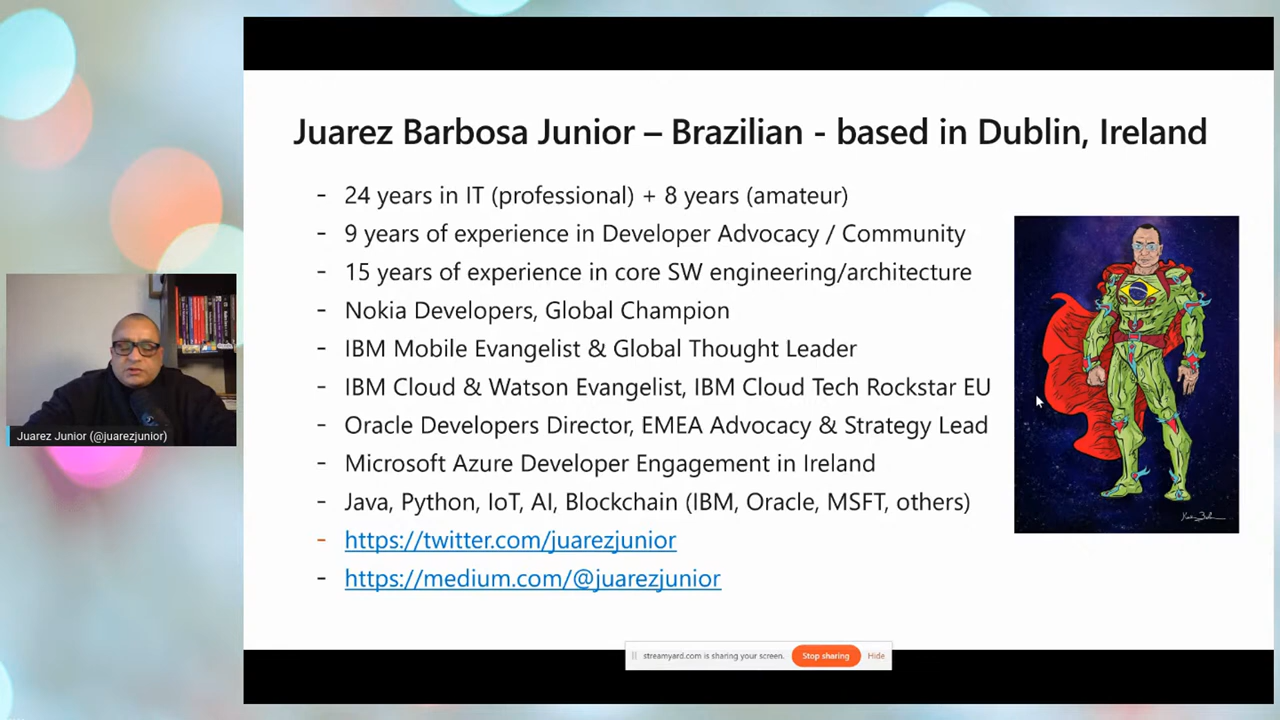 Juarez Barbosa Junior – Brazilian - based in Dublin, Ireland
- 24 years in IT (professional) + 8 years (amateur)
- 9 years of experience in Developer Advocacy / Community
- 15 years of experience in core SW engineering/architecture
- Nokia Developers, Global Champion
- IBM Mobile Evangelist & Global Thought Leader
- IBM Cloud & Watson Evangelist, IBM Cloud Tech Rockstar EU
- Oracle Developers Director, EMEA Advocacy & Strategy Lead
- Microsoft Azure Developer Engagement in Ireland
- Java, Python, IoT, AI, Blockchain (IBM, Oracle, MSFT, others)
- https://twitter.com/juarezjunior
- https://medium.com/@juarezjunior
Juarez Junior (@juarezjunior)
streamyard.com is sharing your screen. Stop sharing Hide